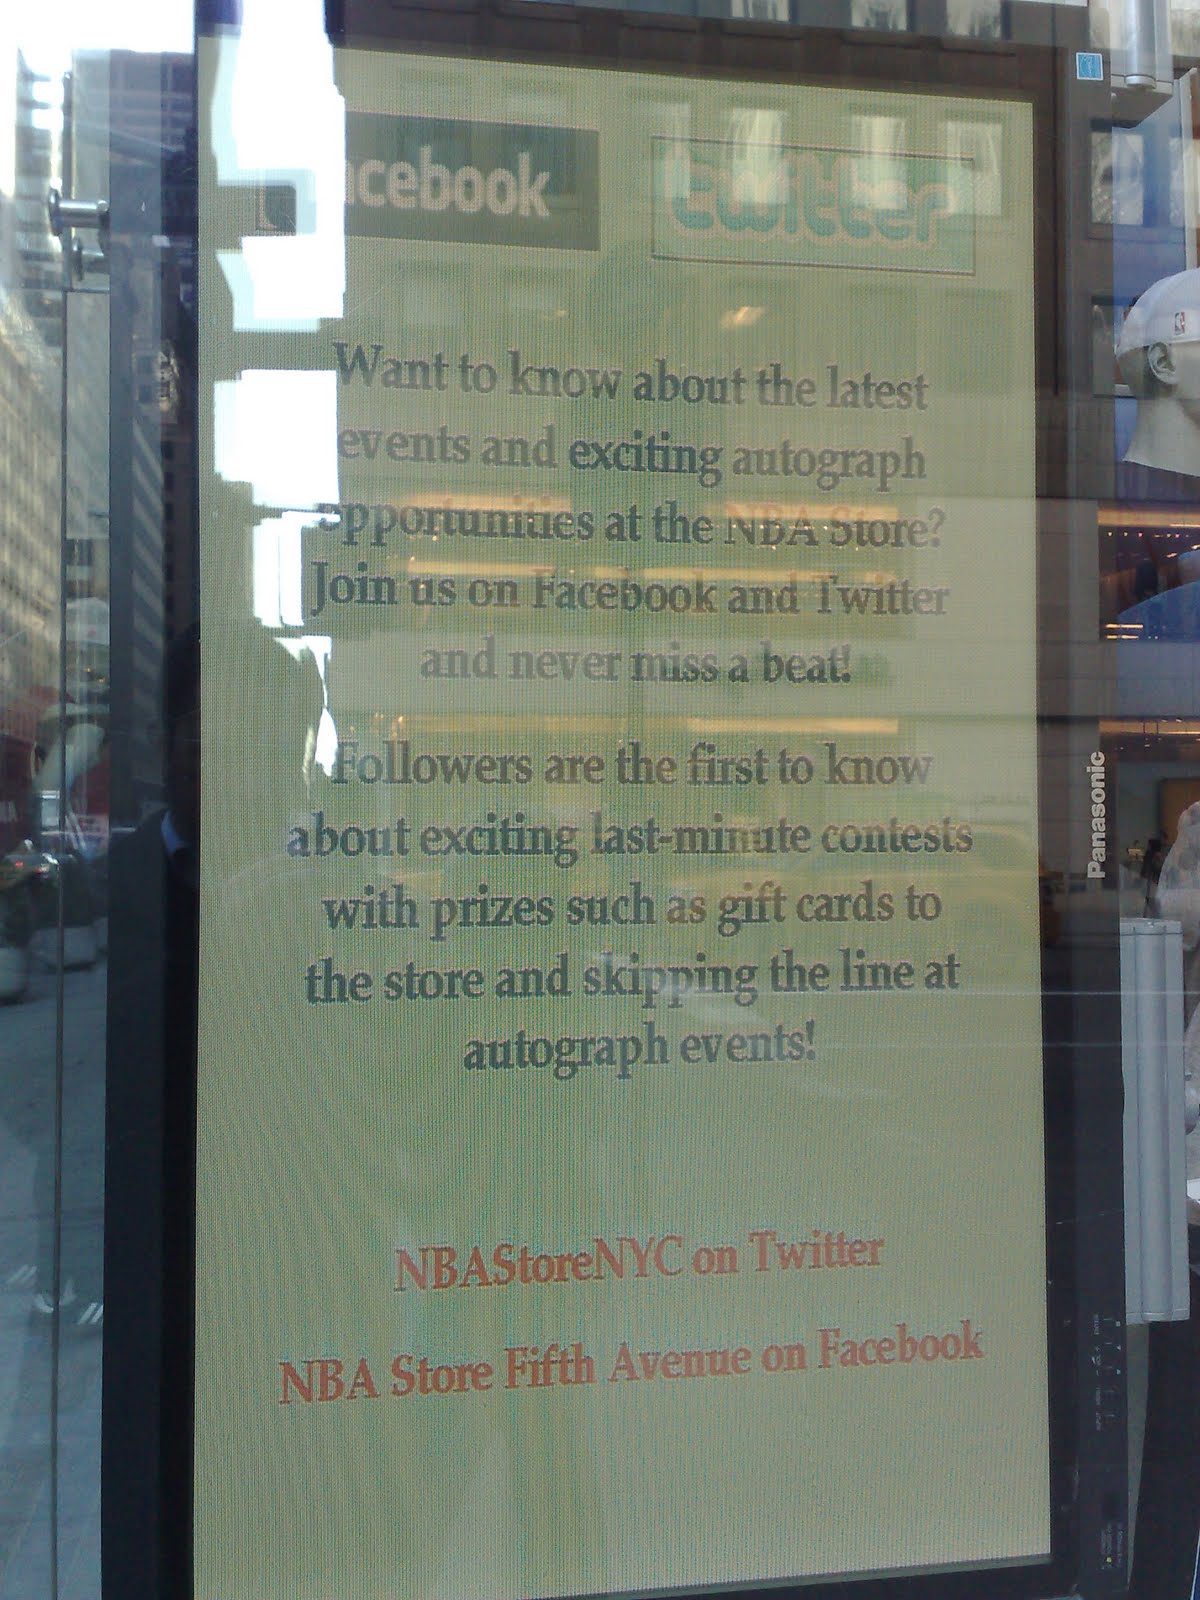 facebook
twitter
Want to know about the latest
events and exciting autograph
opportunities at the NBA Store?
Join us on Facebook and Twitter
and never miss a beat!
Followers are the first to know
about exciting last-minute contests
with prizes such as gift cards to
the store and skipping the line at
autograph events!
NBAStoreNYC on Twitter
NBA Store Fifth Avenue on Facebook
Panasonic